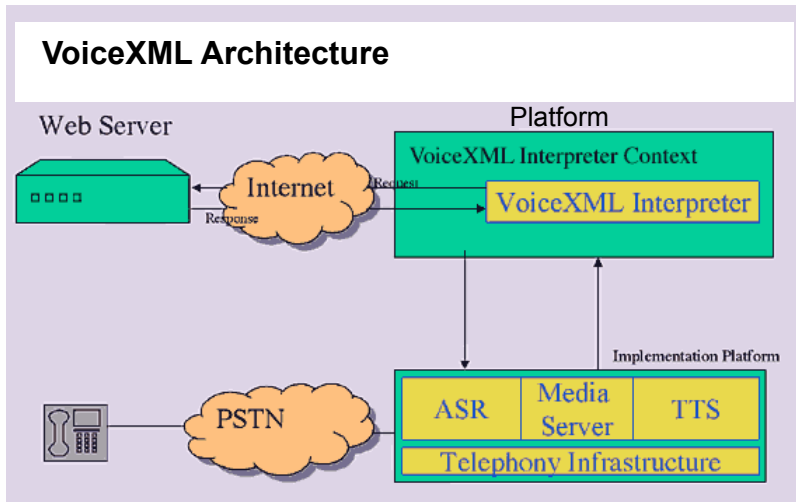 VoiceXML Architecture
Platform
Web Server
VoiceXML Interpreter Context
Internet
Request
VoiceXML Interpreter
Response
Implementation Platform
ASR
Media
Server
TTS
PSTN
Telephony Infrastructure